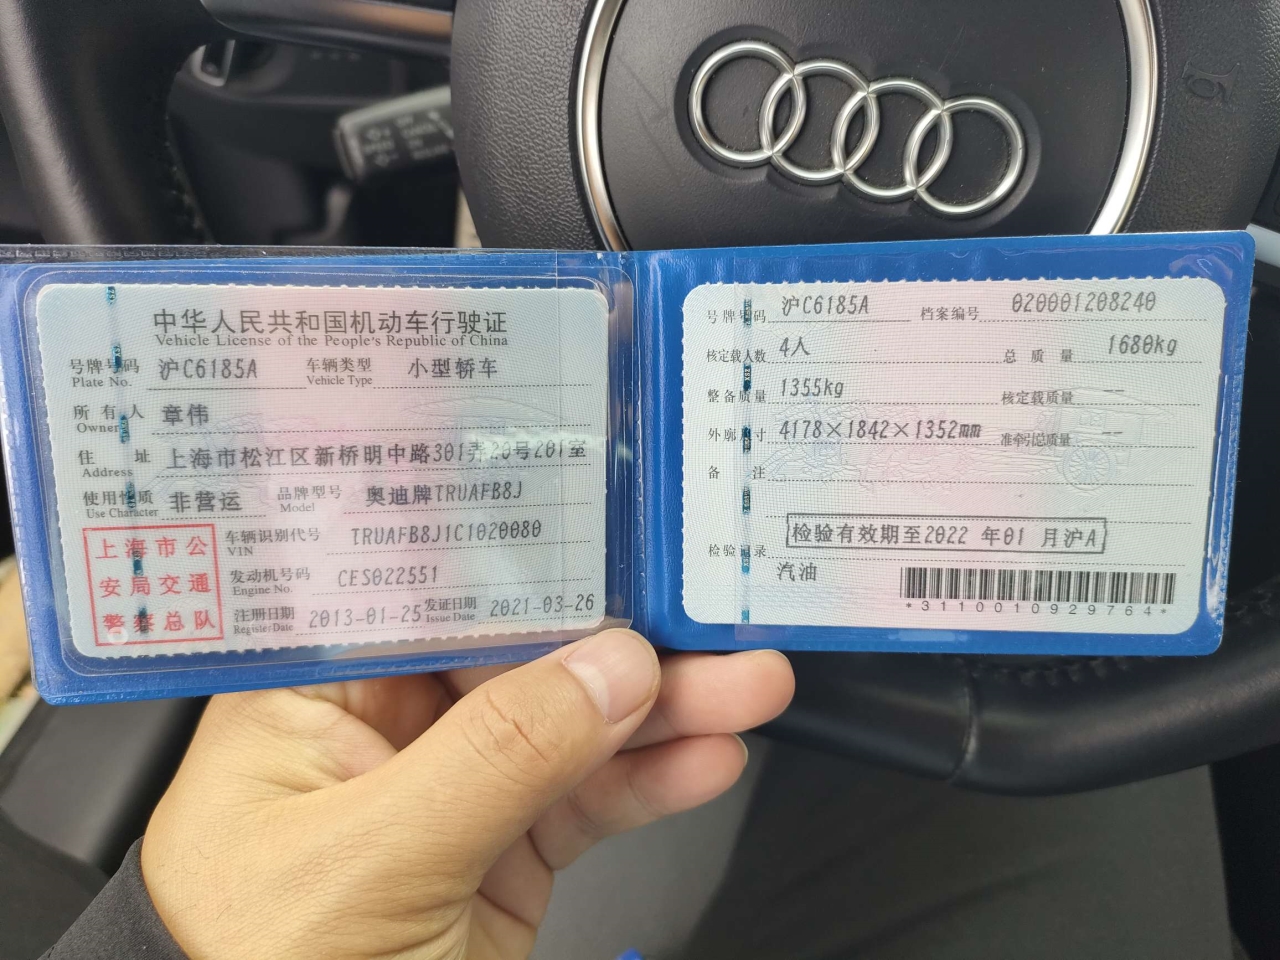 中华人民共和国机动车行驶证
Vehicle License of the People's Republic of China
号牌号码 沪C6185A 车辆类型 小型轿车
Plate No. Vehicle Type
所有人 章伟
Owner
住址 上海市松江区新桥明中路301弄20号201室
Address
使用性质 非营运 品牌型号 奥迪牌TRUAFB8J
Use Character Model
上海市公安局交通警察总队
车辆识别代号 TRUAFB8J1C1020080
VIN
发动机号码 CES022551
Engine No.
注册日期 2013-01-25 发证日期 2021-03-26
Register Date Issue Date
号牌号码 沪C6185A 档案编号 020001208240
核定载人数 4人 总质量 1680kg
整备质量 1355kg 核定载质量 --
外廓尺寸 4178×1842×1352mm 准牵引总质量 --
备注
检验记录 检验有效期至2022年01月沪A
汽油
*3110010929764*